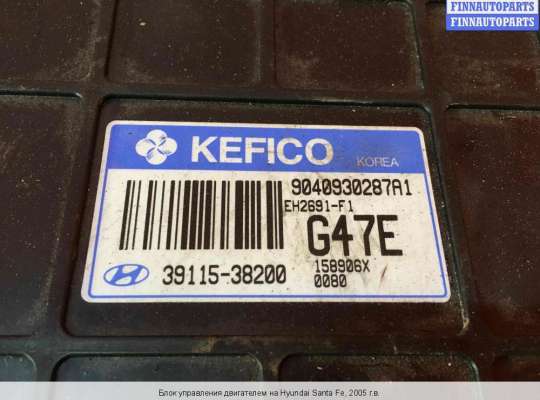 FINNAUTOPARTS
FINNAUTOPARTS
KEFICO
KOREA
9040930287A1
EH2691-F1
G47E
39115-38200
158906X
0080
Блок управления двигателем на Hyundai Santa Fe, 2005 г.в.